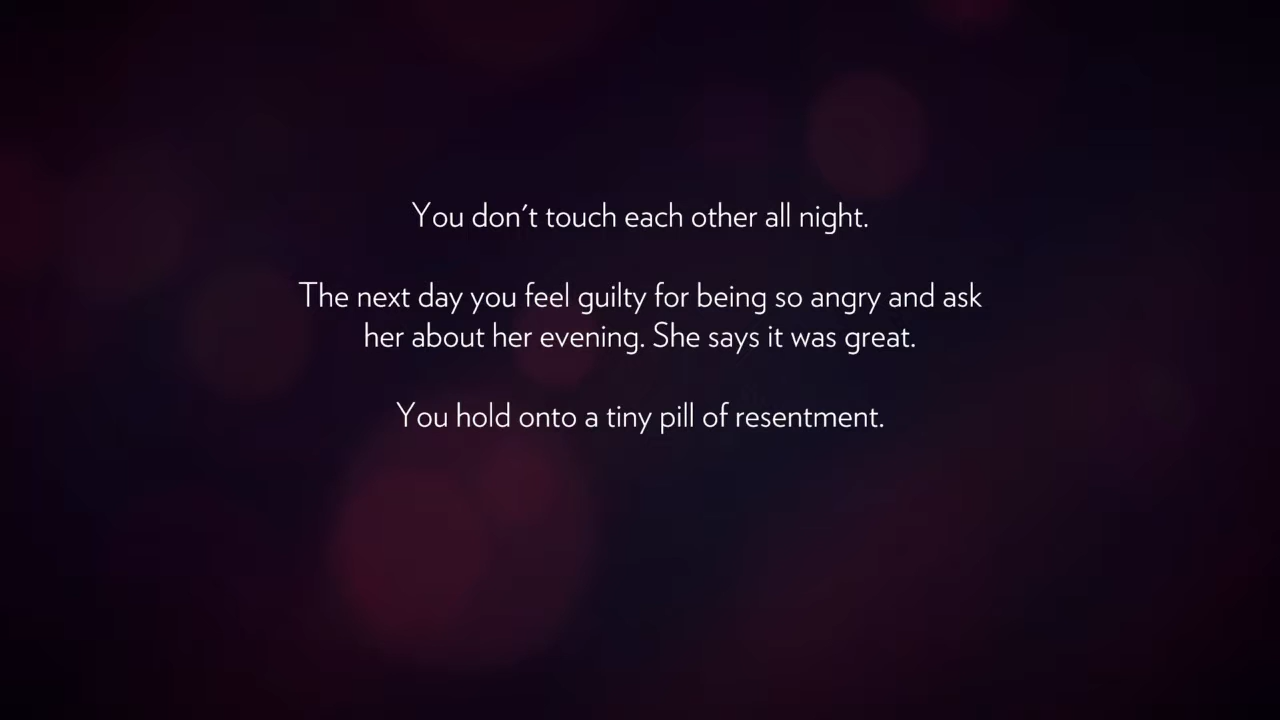 You don't touch each other all night.
The next day you feel guilty for being so angry and ask
her about her evening. She says it was great.
You hold onto a tiny pill of resentment.